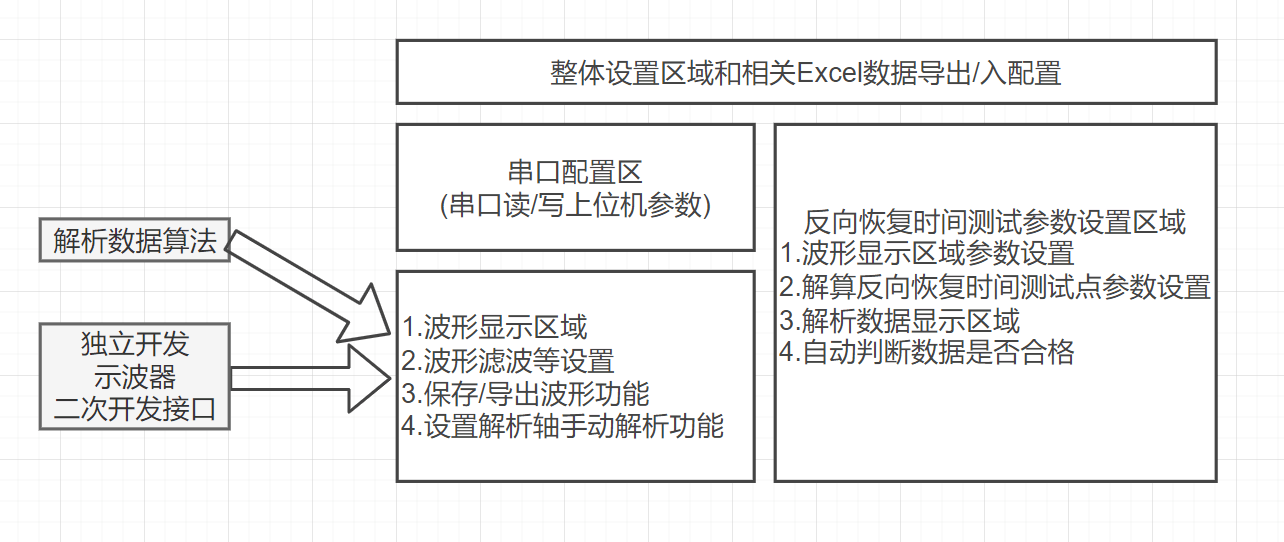 整体设置区域和相关Excel数据导出/入配置
串口配置区
(串口读/写上位机参数)
解析数据算法
独立开发
示波器
二次开发接口
1.波形显示区域
2.波形滤波等设置
3.保存/导出波形功能
4.设置解析轴手动解析功能
反向恢复时间测试参数设置区域
1.波形显示区域参数设置
2.解算反向恢复时间测试点参数设置
3.解析数据显示区域
4.自动判断数据是否合格